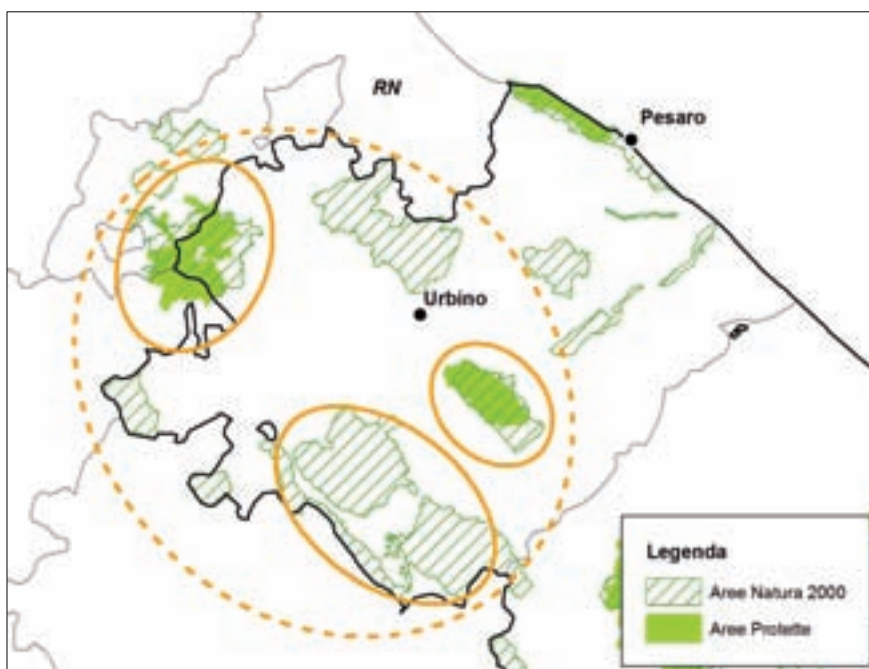 RN
Pesaro
Urbino
Legenda
Aree Natura 2000
Aree Protette